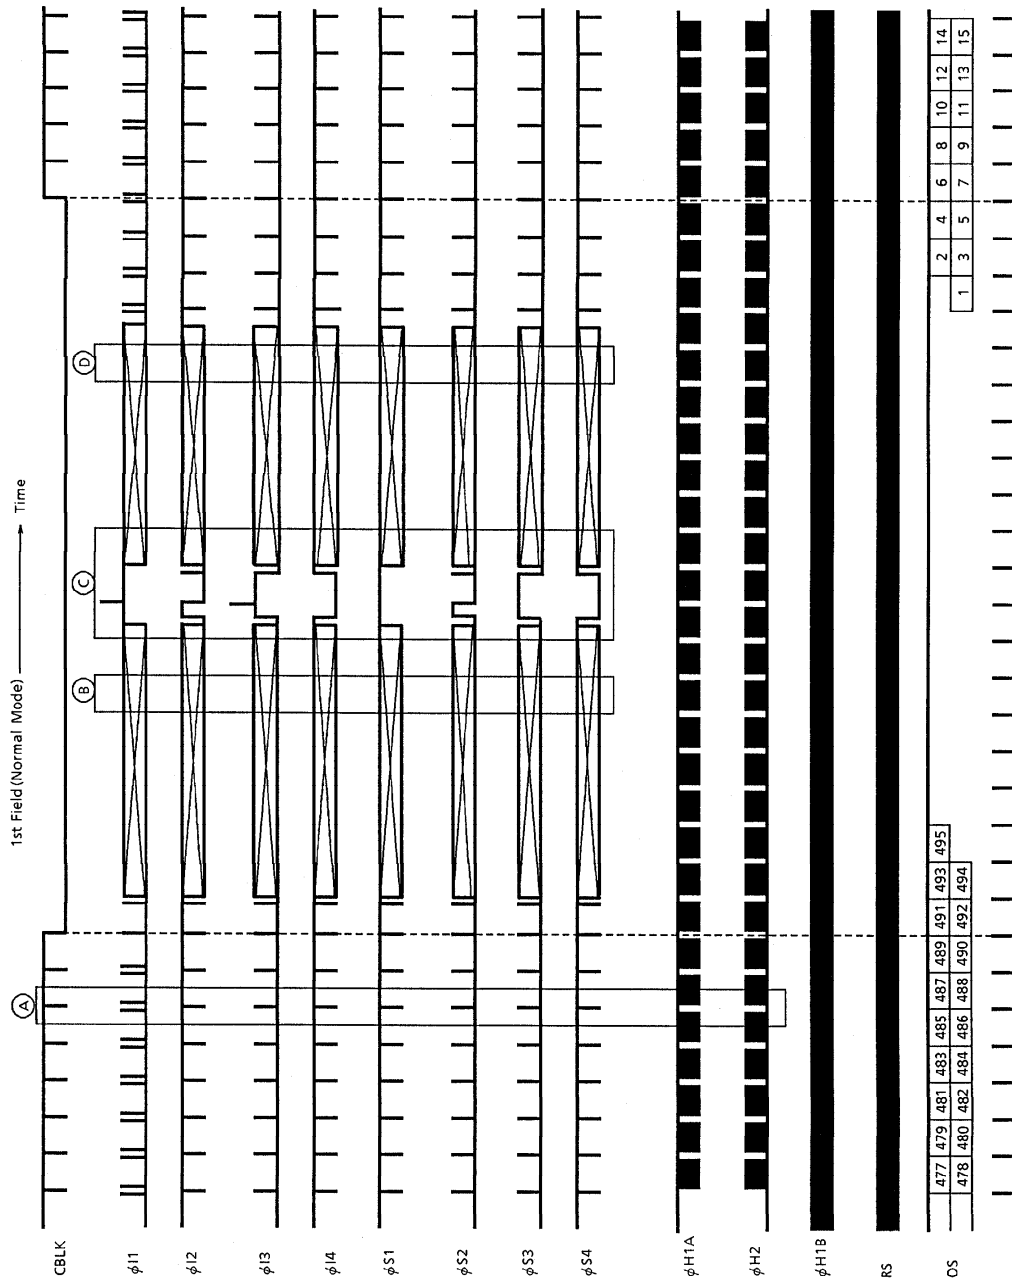 1st Field (Normal Mode) Time
CBLK
A B C D
φI1
φI2
φI3
φI4
φS1
φS2
φS3
φS4
φH1A
φH2
φH1B
RS
OS
477 479 481 483 485 487 489 491 493 495 2 4 6 8 10 12 14
478 480 482 484 486 488 490 492 494 1 3 5 7 9 11 13 15